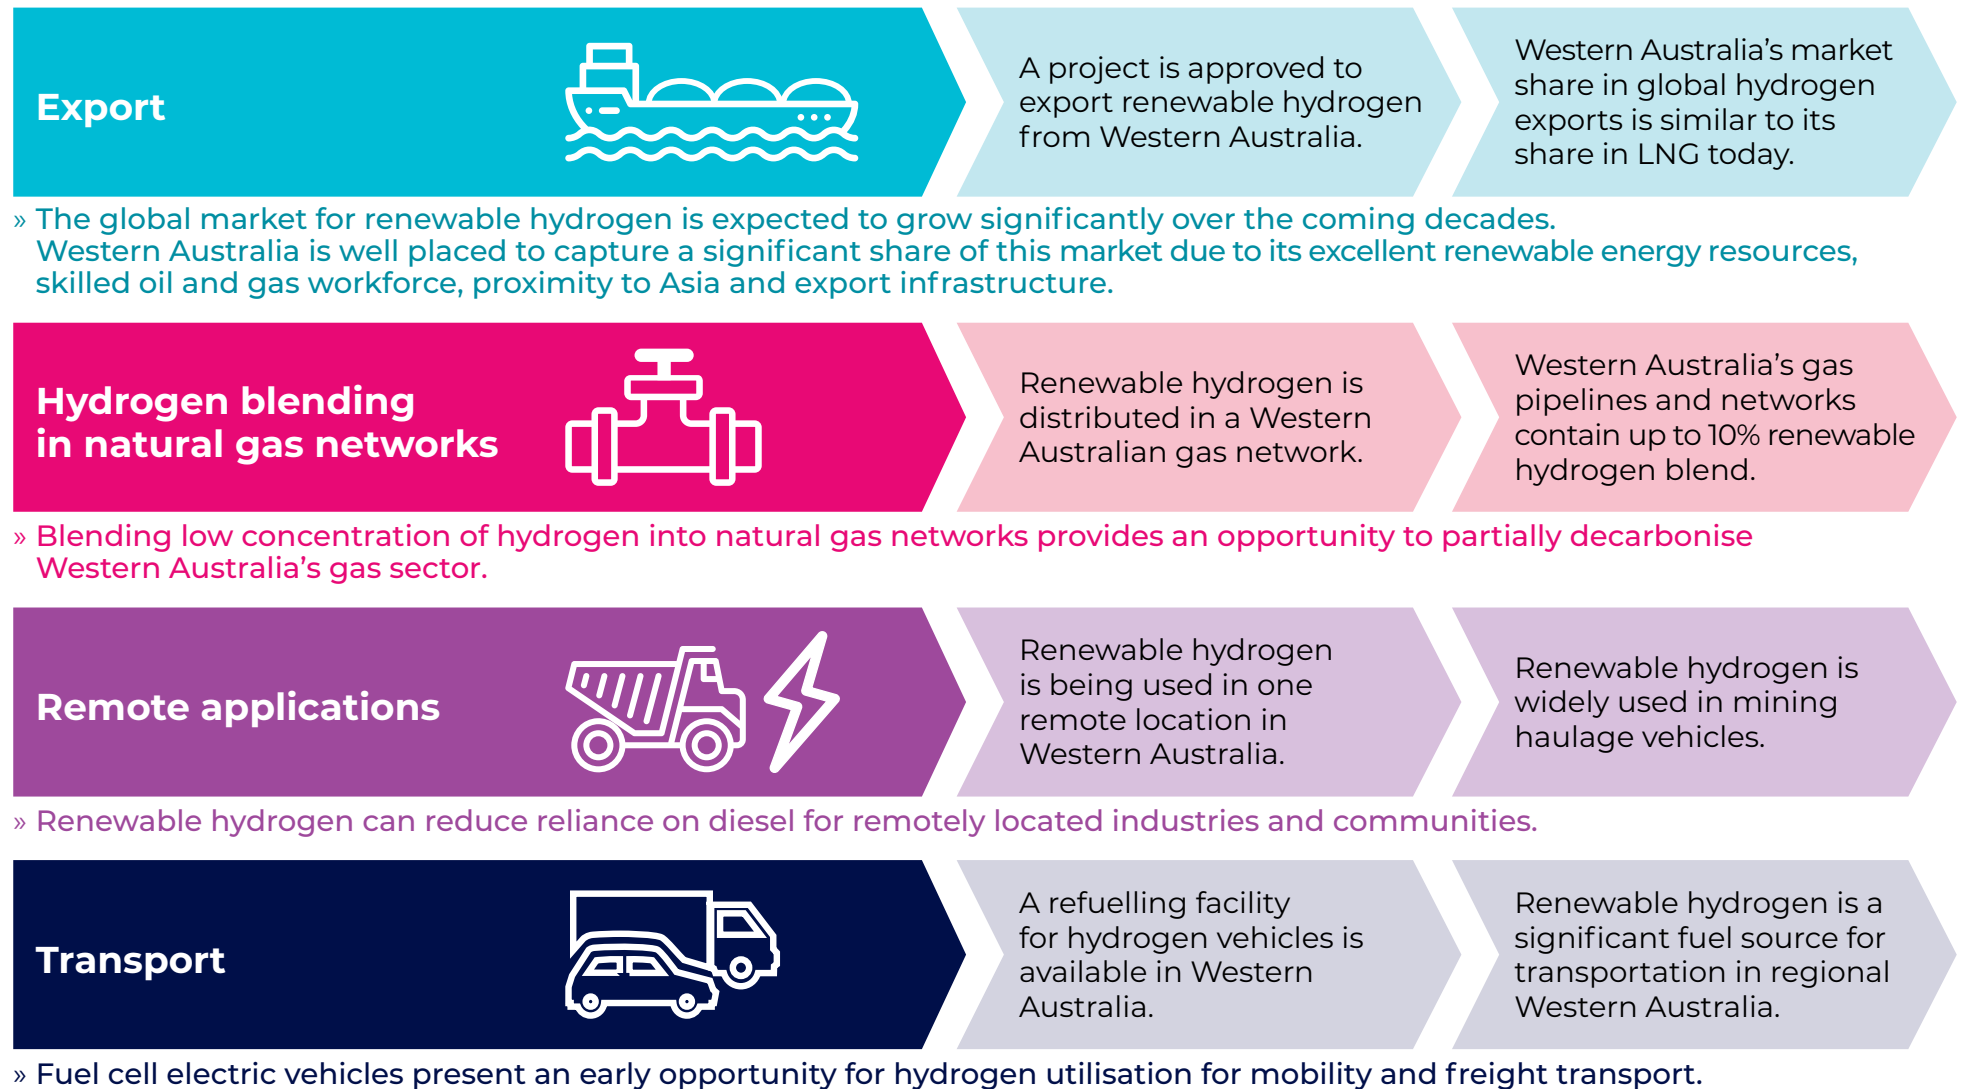 Export
A project is approved to
export renewable hydrogen
from Western Australia.
Western Australia’s market
share in global hydrogen
exports is similar to its
share in LNG today.
» The global market for renewable hydrogen is expected to grow significantly over the coming decades.
Western Australia is well placed to capture a significant share of this market due to its excellent renewable energy resources,
skilled oil and gas workforce, proximity to Asia and export infrastructure.
Hydrogen blending
in natural gas networks
Renewable hydrogen is
distributed in a Western
Australian gas network.
Western Australia’s gas
pipelines and networks
contain up to 10% renewable
hydrogen blend.
» Blending low concentration of hydrogen into natural gas networks provides an opportunity to partially decarbonise
Western Australia’s gas sector.
Remote applications
Renewable hydrogen
is being used in one
remote location in
Western Australia.
Renewable hydrogen is
widely used in mining
haulage vehicles.
» Renewable hydrogen can reduce reliance on diesel for remotely located industries and communities.
Transport
A refuelling facility
for hydrogen vehicles is
available in Western
Australia.
Renewable hydrogen is a
significant fuel source for
transportation in regional
Western Australia.
» Fuel cell electric vehicles present an early opportunity for hydrogen utilisation for mobility and freight transport.